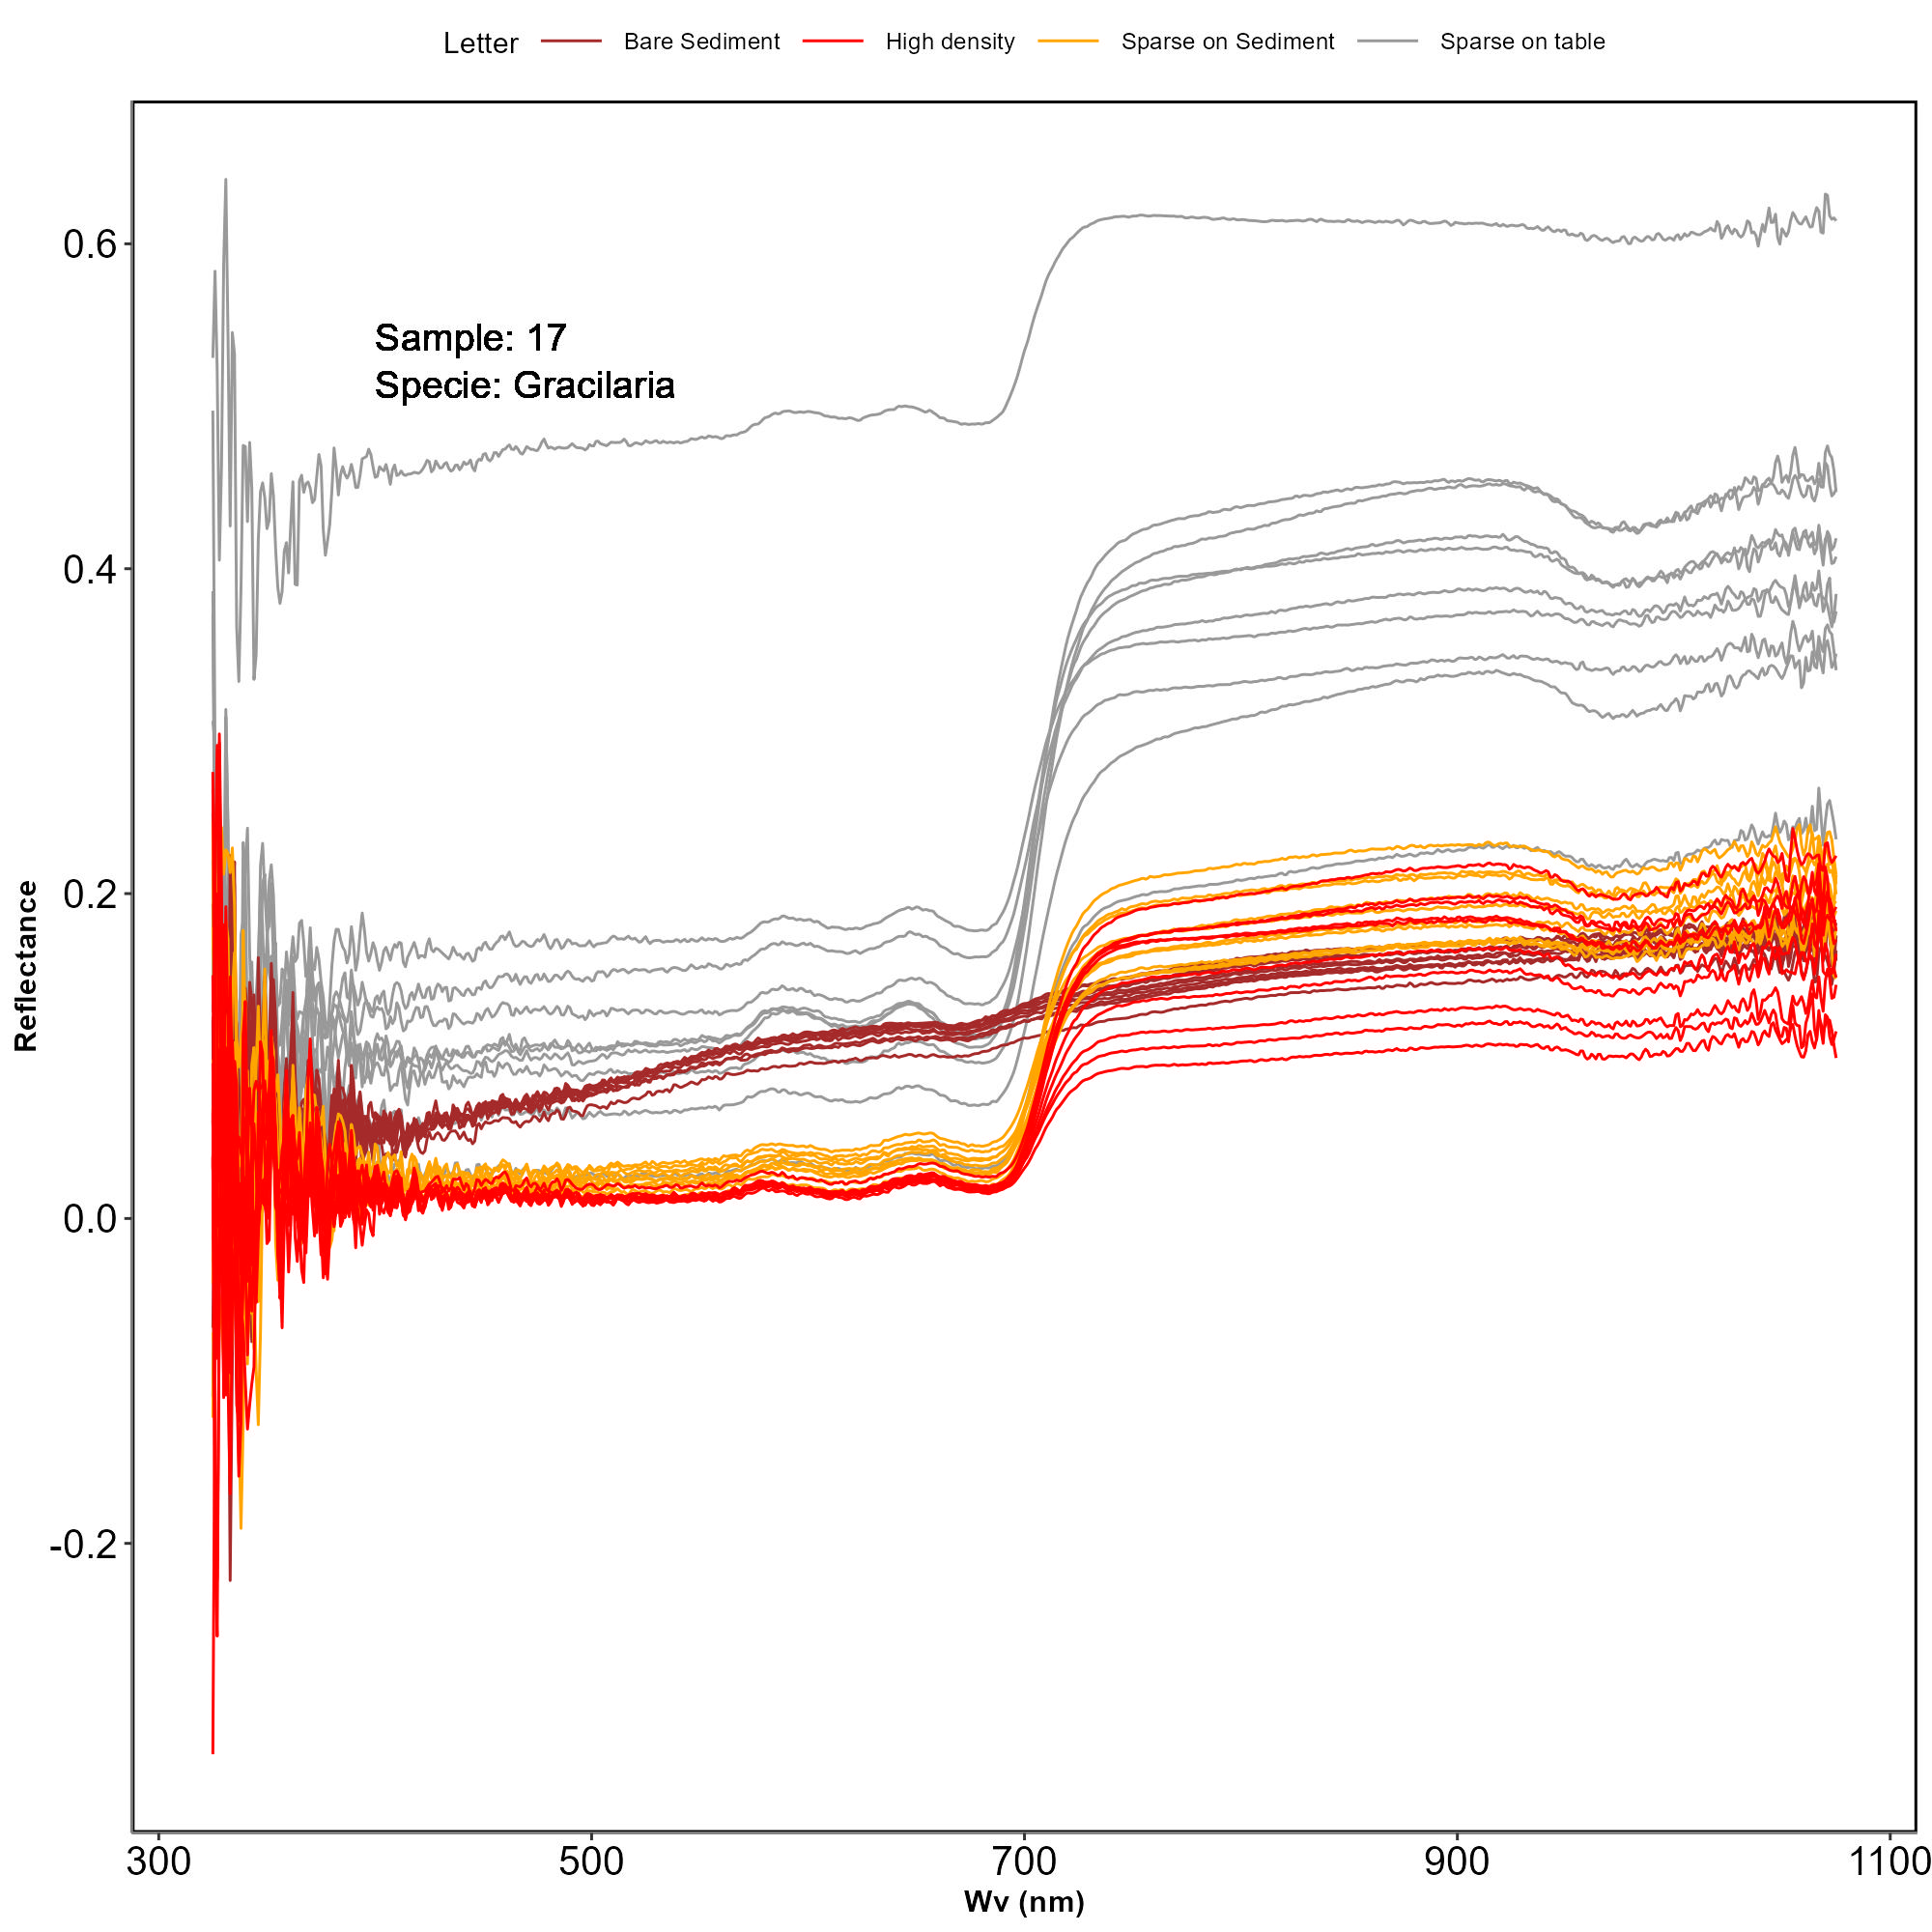 Letter Bare Sediment High density Sparse on Sediment Sparse on table
Sample: 17
Specie: Gracilaria
0.6
0.4
0.2
0.0
-0.2
Reflectance
300 500 700 900 1100
Wv (nm)